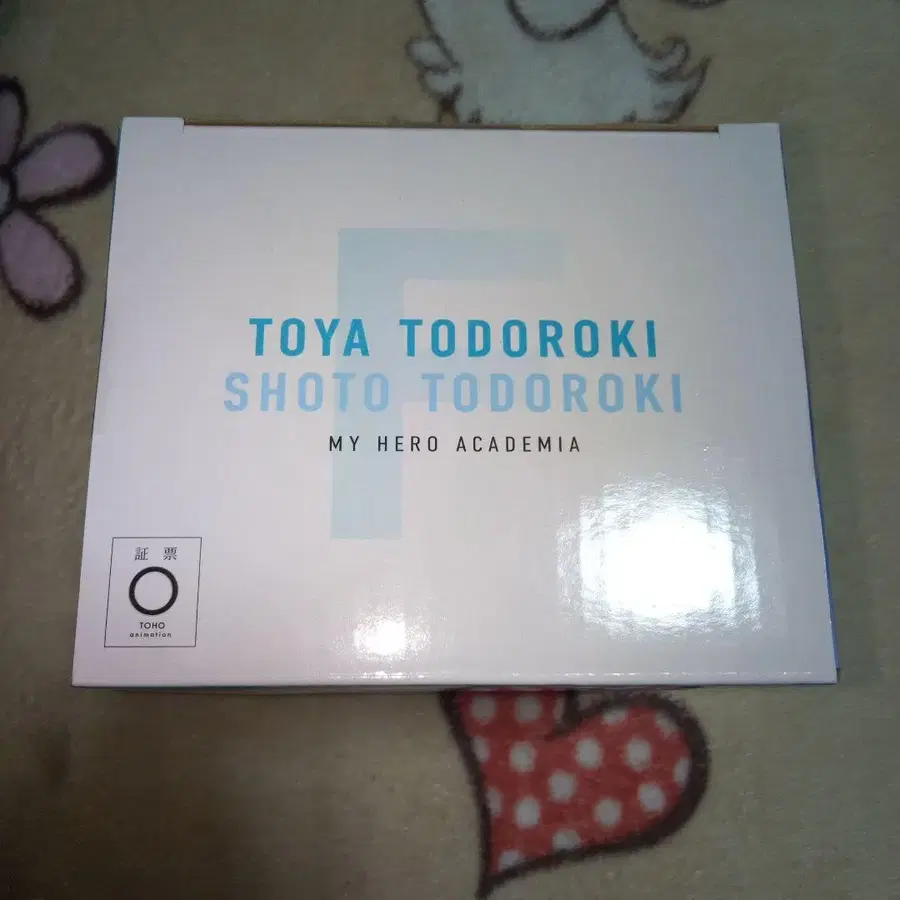 F
TOYA TODOROKI
SHOTO TODOROKI
MY HERO ACADEMIA
証 票
TOHO
animation